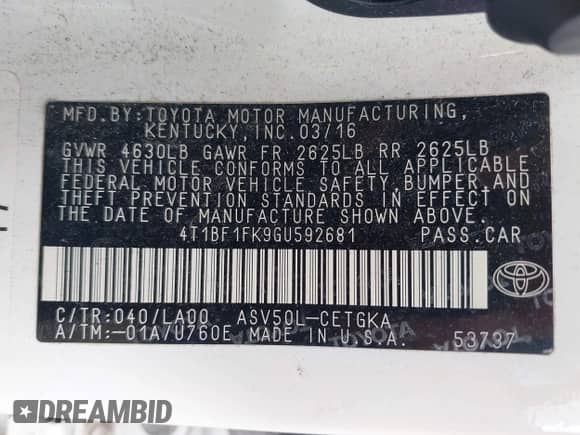 MFD.BY:TOYOTA MOTOR MANUFACTURING,
KENTUCKY,INC.03/16
GVWR 4630LB GAWR FR 2625LB RR 2625LB
THIS VEHICLE CONFORMS TO ALL APPLICABLE
FEDERAL MOTOR VEHICLE SAFETY,BUMPER,AND
THEFT PREVENTION STANDARDS IN EFFECT ON
THE DATE OF MANUFACTURE SHOWN ABOVE.
4T1BF1FK9GU592681 PASS.CAR
C/TR:040/LA00 ASV50L-CETGKA
A/TM:-01A/U760E MADE IN U.S.A. 53737
TOYOTA
DREAMBID